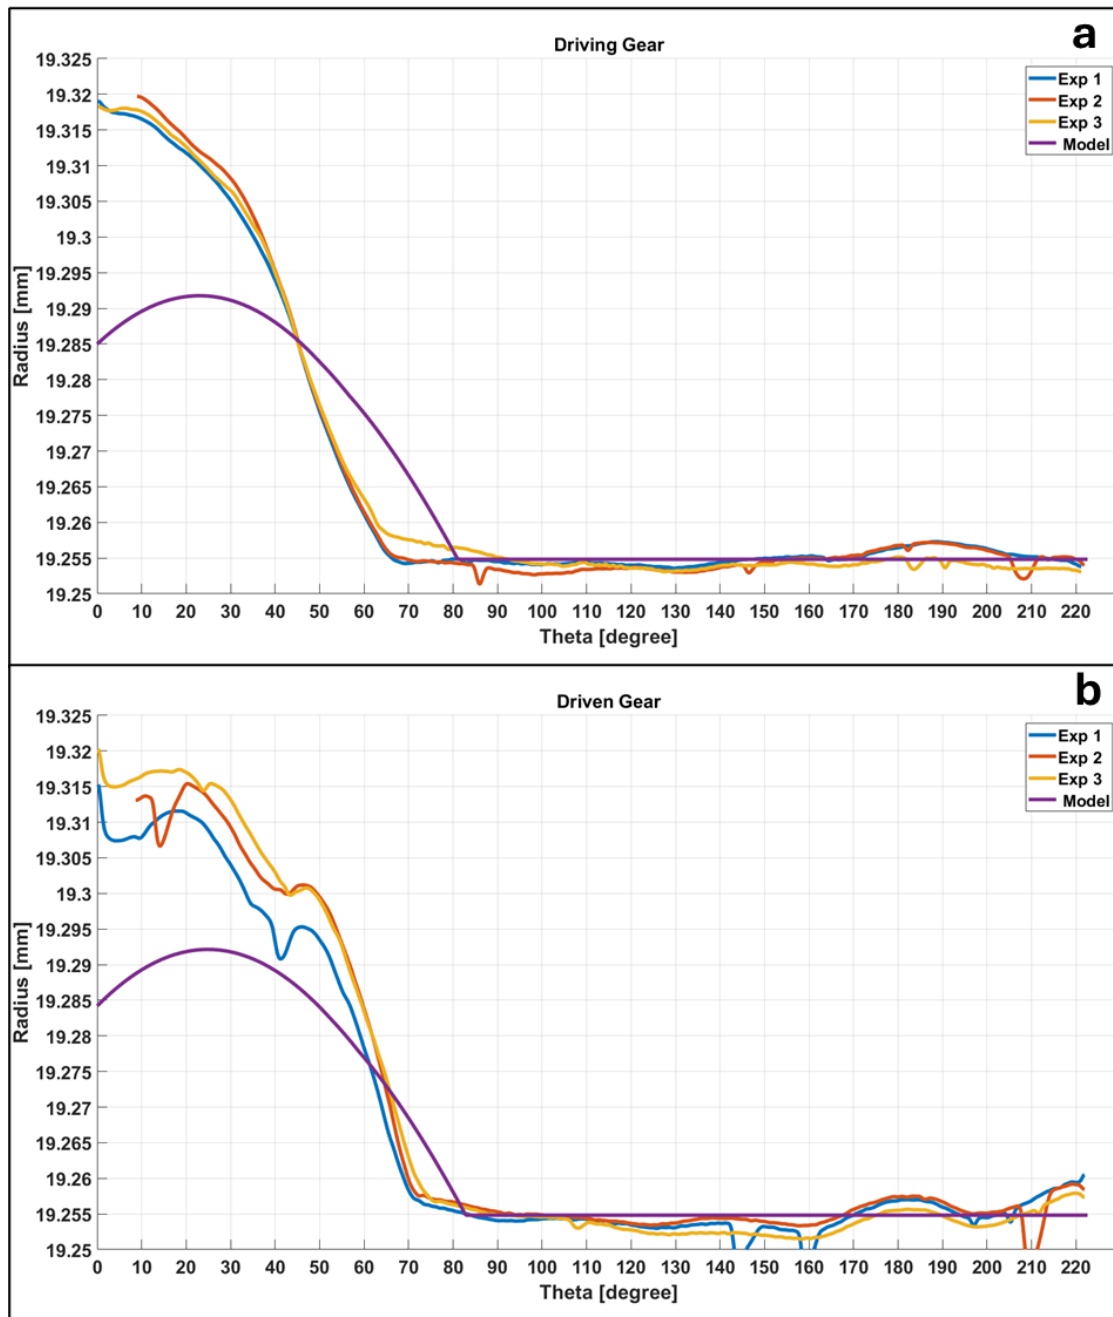 a
Driving Gear
19.325
19.32
19.315
19.31
19.305
19.3
19.295
19.29
19.285
19.28
19.275
19.27
19.265
19.26
19.255
19.25
Radius [mm]
Exp 1
Exp 2
Exp 3
Model
0 10 20 30 40 50 60 70 80 90 100 110 120 130 140 150 160 170 180 190 200 210 220
Theta [degree]
b
Driven Gear
19.325
19.32
19.315
19.31
19.305
19.3
19.295
19.29
19.285
19.28
19.275
19.27
19.265
19.26
19.255
19.25
Radius [mm]
Exp 1
Exp 2
Exp 3
Model
0 10 20 30 40 50 60 70 80 90 100 110 120 130 140 150 160 170 180 190 200 210 220
Theta [degree]